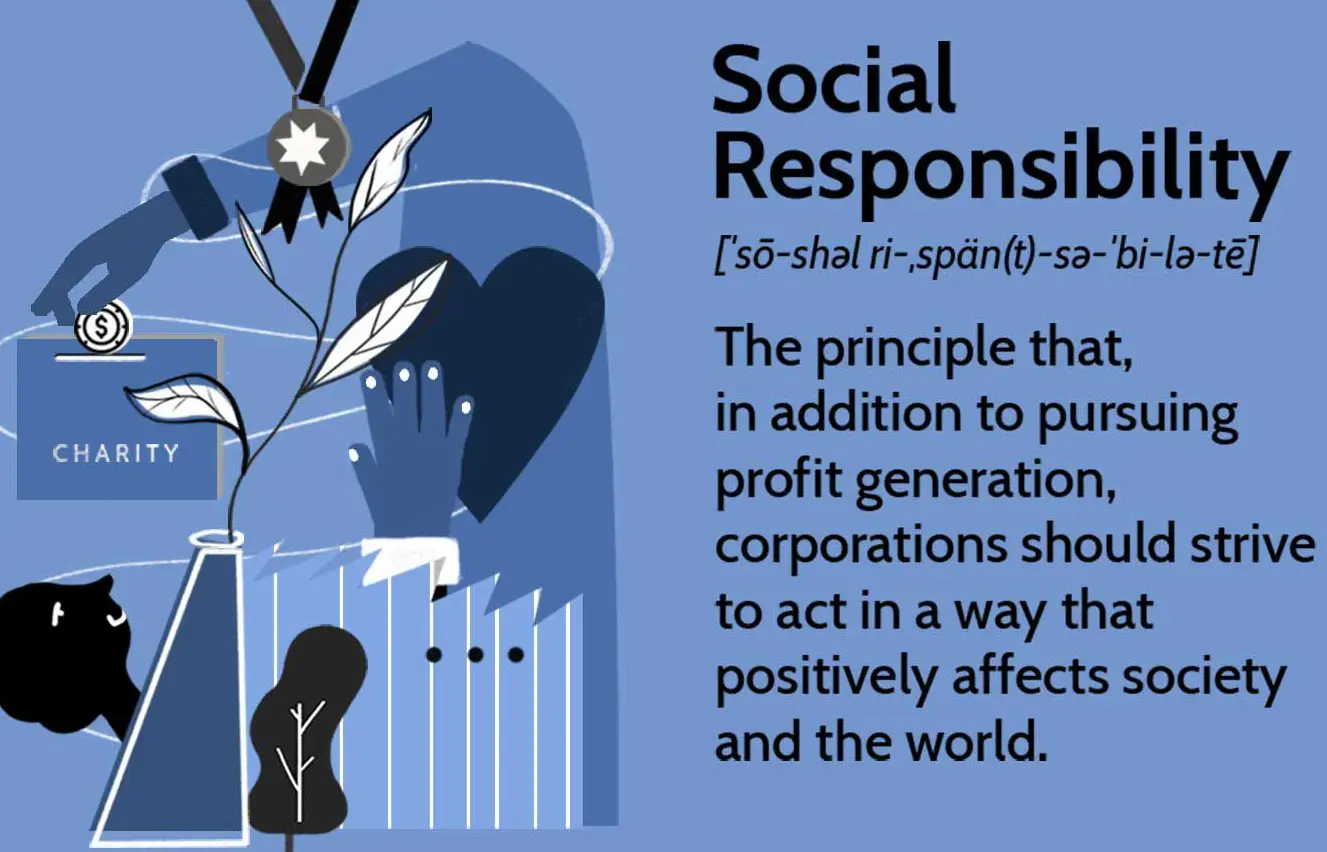 Social
Responsibility
[ˈsō-shəl ri-ˌspän(t)-sə-ˈbi-lə-tē]
The principle that,
in addition to pursuing
profit generation,
corporations should strive
to act in a way that
positively affects society
and the world.
$
CHARITY